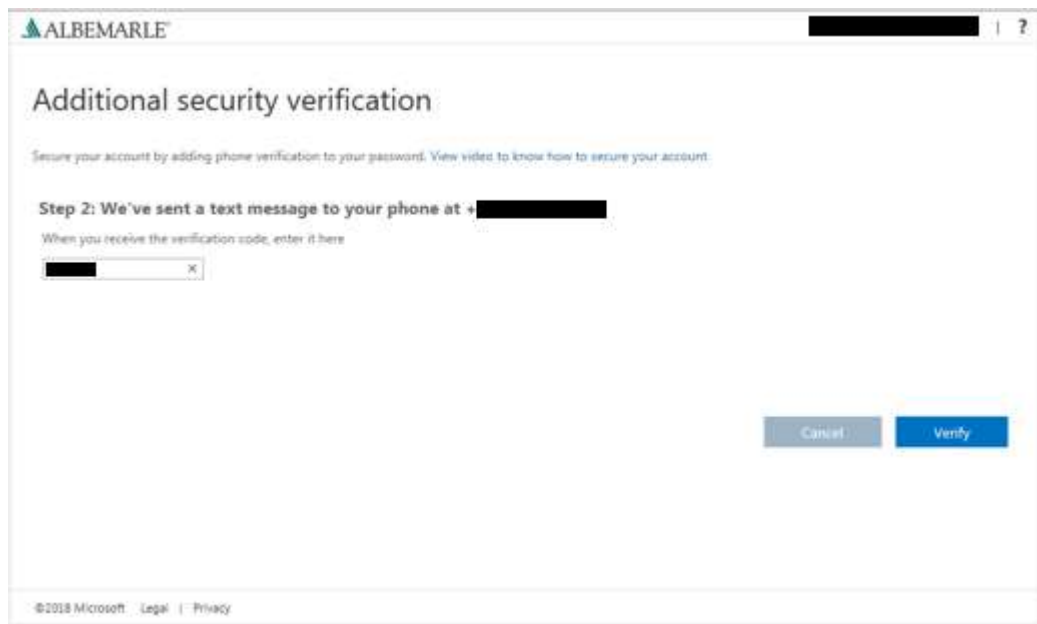 ALBEMARLE®
| ?
Additional security verification
Secure your account by adding phone verification to your password. View video to know how to secure your account
Step 2: We've sent a text message to your phone at +
When you receive the verification code, enter it here
×
Cancel Verify
©2018 Microsoft Legal | Privacy